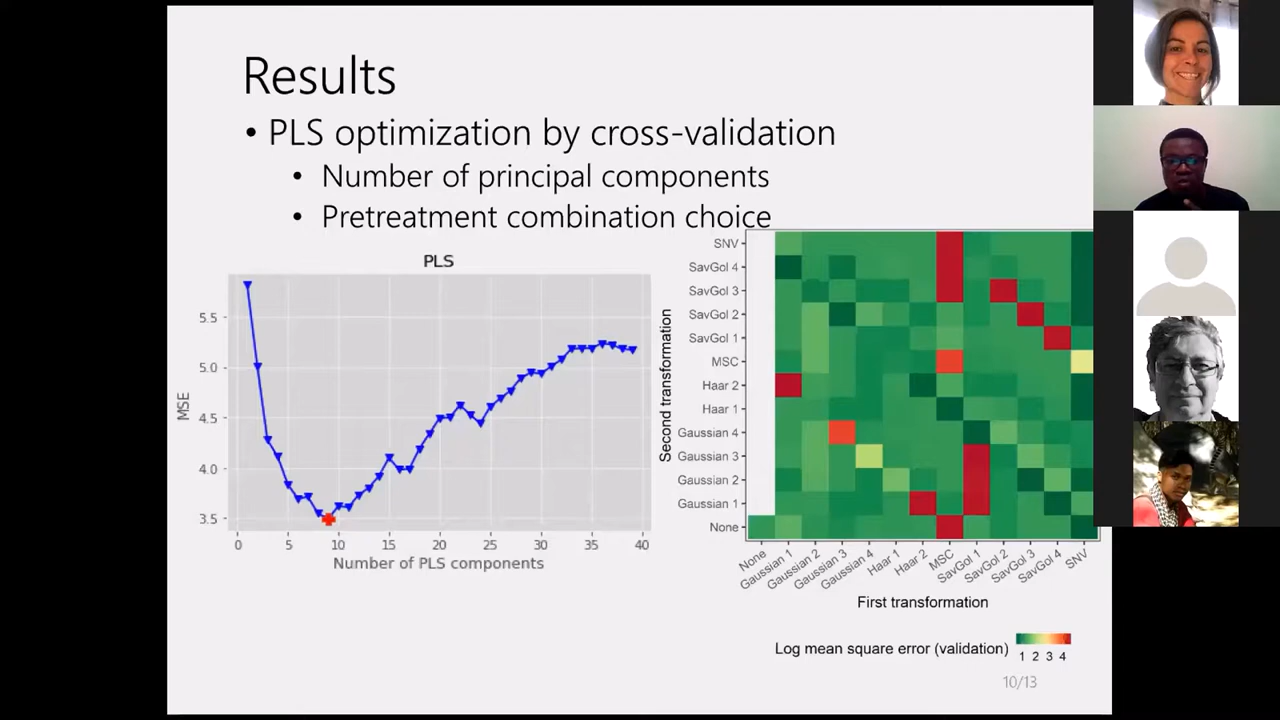 Results
• PLS optimization by cross-validation
• Number of principal components
• Pretreatment combination choice
PLS
MSE
5.5
5.0
4.5
4.0
3.5
0 5 10 15 20 25 30 35 40
Number of PLS components
Second transformation
SNV
SavGol 4
SavGol 3
SavGol 2
SavGol 1
MSC
Haar 2
Haar 1
Gaussian 4
Gaussian 3
Gaussian 2
Gaussian 1
None
None Gaussian 1 Gaussian 2 Gaussian 3 Gaussian 4 Haar 1 Haar 2 MSC SavGol 1 SavGol 2 SavGol 3 SavGol 4 SNV
First transformation
Log mean square error (validation)
1 2 3 4
10/13